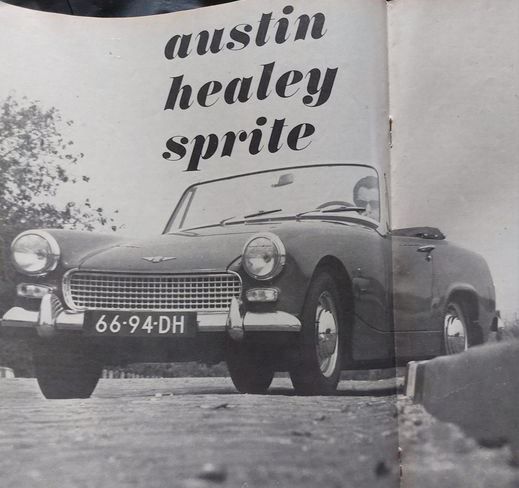 austin
healey
sprite
66-94-DH